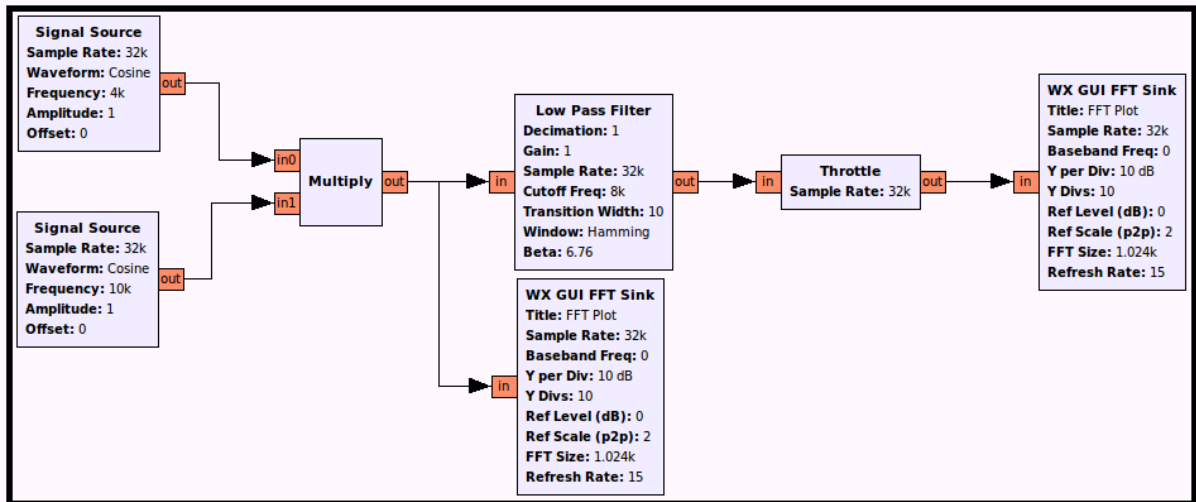 Signal Source
Sample Rate: 32k
Waveform: Cosine
Frequency: 4k
Amplitude: 1
Offset: 0
out
Signal Source
Sample Rate: 32k
Waveform: Cosine
Frequency: 10k
Amplitude: 1
Offset: 0
out
in0
in1
Multiply
out
in
Low Pass Filter
Decimation: 1
Gain: 1
Sample Rate: 32k
Cutoff Freq: 8k
Transition Width: 10
Window: Hamming
Beta: 6.76
out
in
WX GUI FFT Sink
Title: FFT Plot
Sample Rate: 32k
Baseband Freq: 0
Y per Div: 10 dB
Y Divs: 10
Ref Level (dB): 0
Ref Scale (p2p): 2
FFT Size: 1.024k
Refresh Rate: 15
in
Throttle
Sample Rate: 32k
out
in
WX GUI FFT Sink
Title: FFT Plot
Sample Rate: 32k
Baseband Freq: 0
Y per Div: 10 dB
Y Divs: 10
Ref Level (dB): 0
Ref Scale (p2p): 2
FFT Size: 1.024k
Refresh Rate: 15